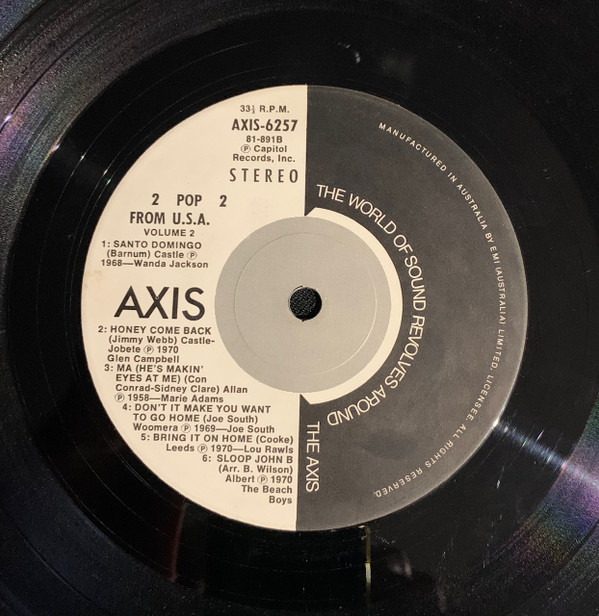 33⅓ R.P.M.
AXIS-6257
81-891B
Ⓟ Capitol
Records, Inc.
STEREO
2 POP 2
FROM U.S.A.
VOLUME 2
1: SANTO DOMINGO
(Barnum) Castle Ⓟ
1968—Wanda Jackson
AXIS
2: HONEY COME BACK
(Jimmy Webb) Castle-
Jobete Ⓟ 1970
Glen Campbell
3: MA (HE'S MAKIN'
EYES AT ME) (Con
Conrad-Sidney Clare) Allan
Ⓟ 1958—Marie Adams
4: DON'T IT MAKE YOU WANT
TO GO HOME (Joe South)
Woomera Ⓟ 1969—Joe South
5: BRING IT ON HOME (Cooke)
Leeds Ⓟ 1970—Lou Rawls
6: SLOOP JOHN B
(Arr. B. Wilson)
Albert Ⓟ 1970
The Beach
Boys
THE WORLD OF SOUND REVOLVES AROUND
THE AXIS
MANUFACTURED IN AUSTRALIA BY EMI (AUSTRALIA) LIMITED, LICENSEE. ALL RIGHTS RESERVED.